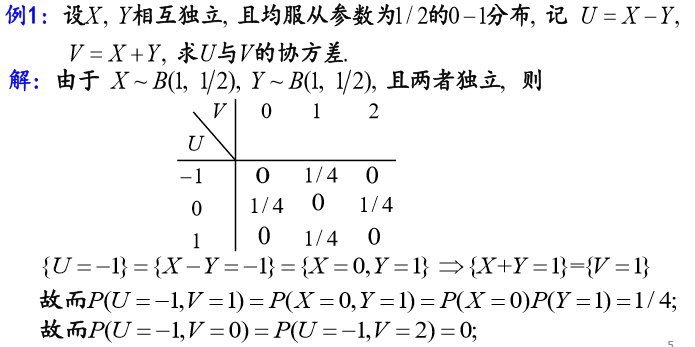 例1：设X, Y相互独立, 且均服从参数为1/2的0–1分布, 记 U = X – Y,
V = X + Y, 求U与V的协方差.
解：由于 X ~ B(1, 1/2), Y ~ B(1, 1/2), 且两者独立, 则
V 0 1 2
U
–1 0 1/4 0
0 1/4 0 1/4
1 0 1/4 0
{U = –1} = {X – Y = –1} = {X = 0, Y = 1} ⇒ {X+Y = 1}={V = 1}
故而P(U = –1, V = 1) = P(X = 0, Y = 1) = P(X = 0)P(Y = 1) = 1/4;
故而P(U = –1, V = 0) = P(U = –1, V = 2) = 0;
5